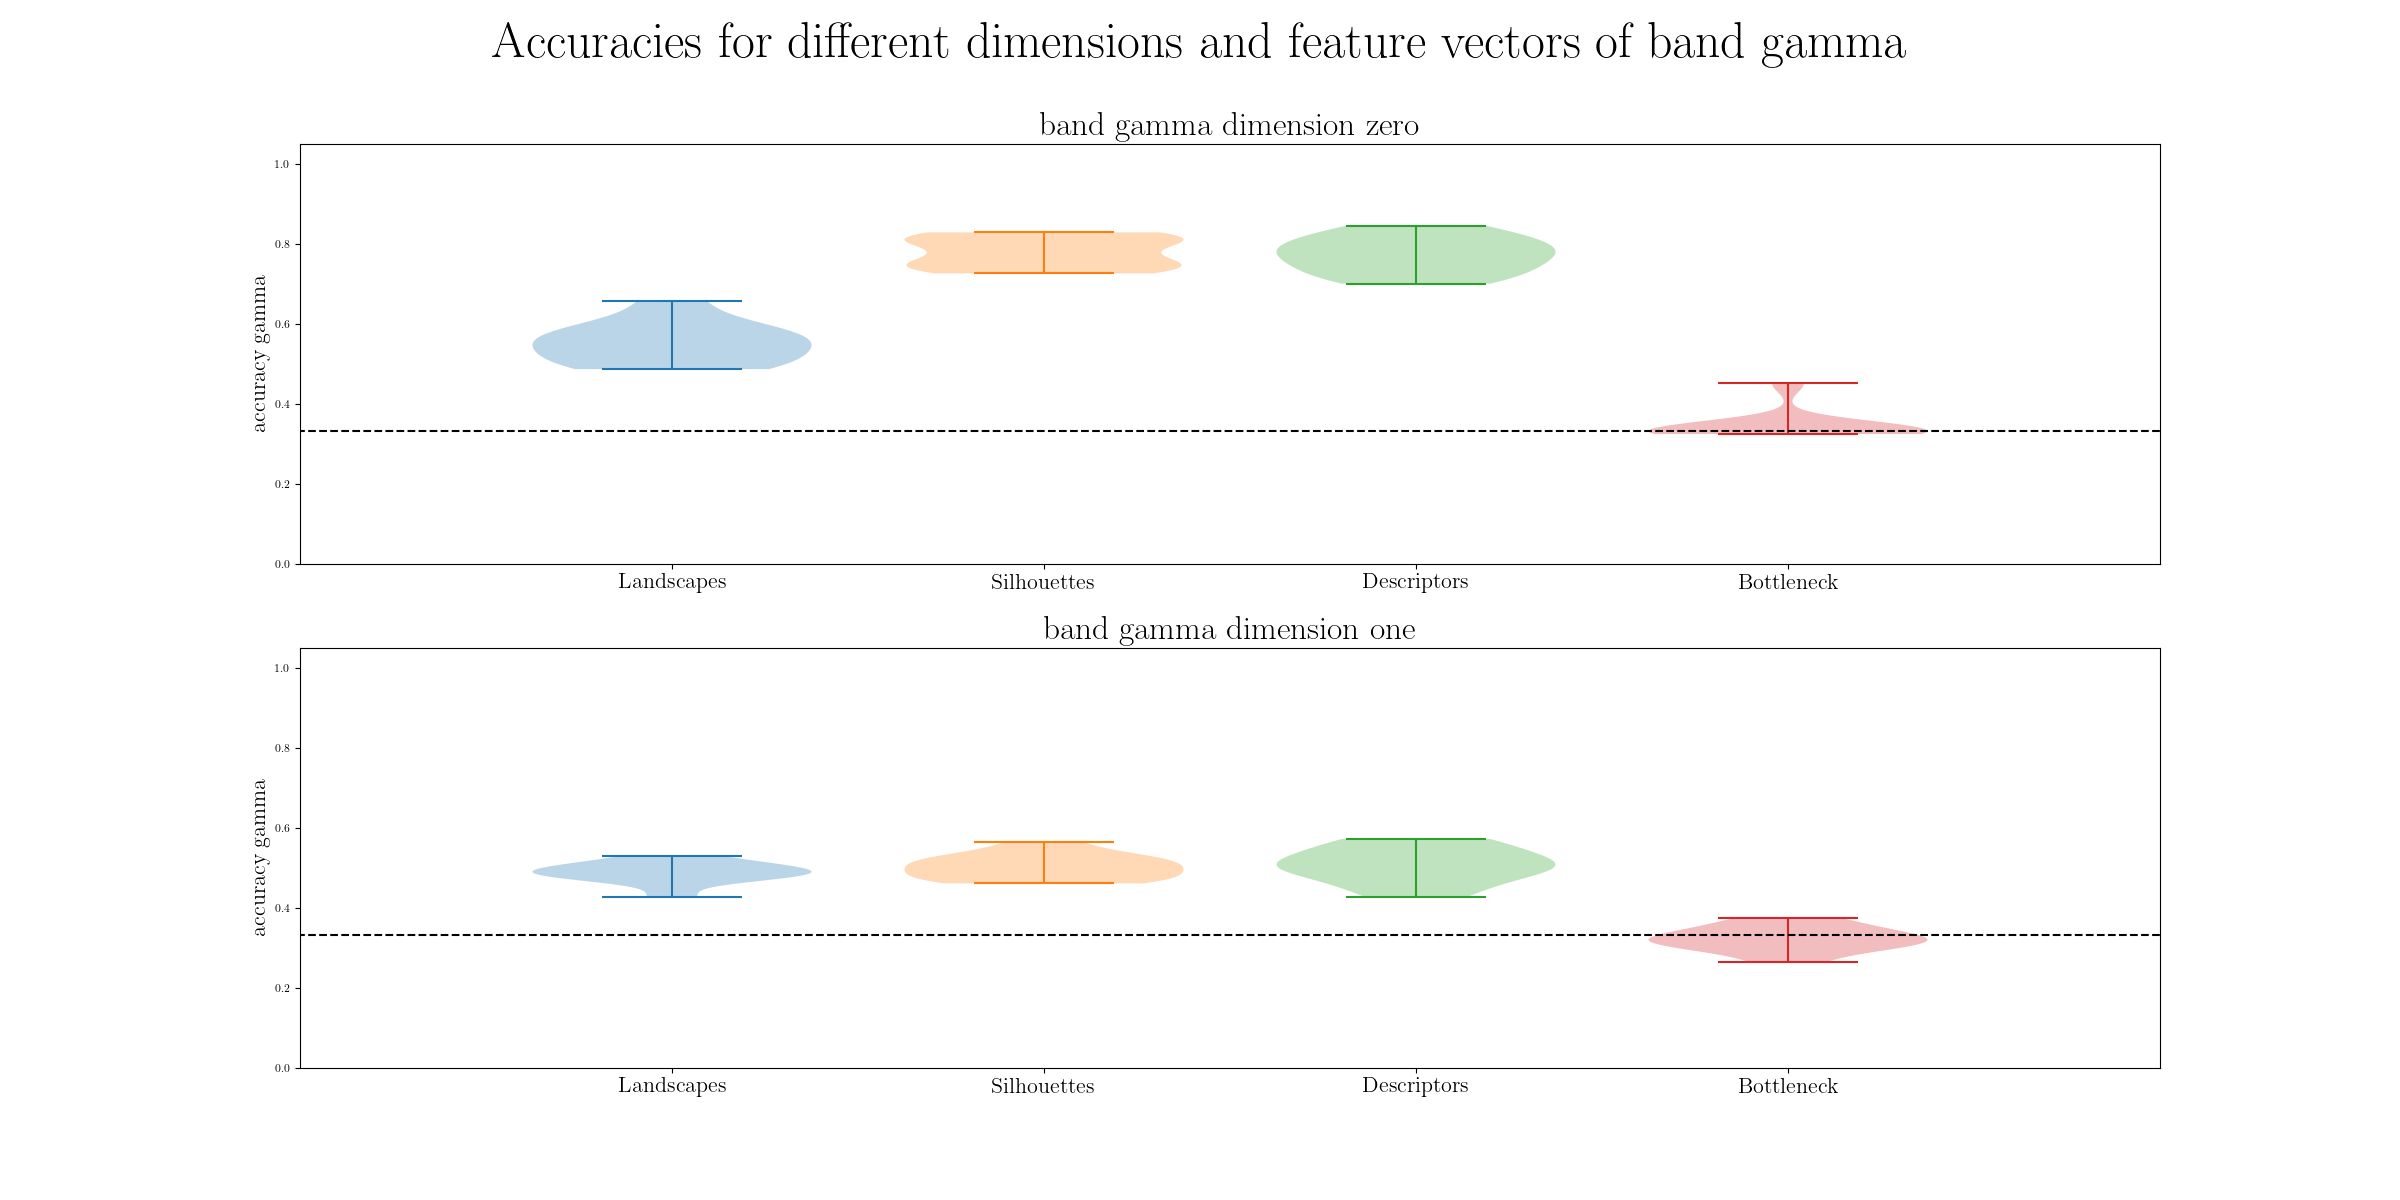 Accuracies for different dimensions and feature vectors of band gamma
band gamma dimension zero
accuracy gamma
1.0
0.8
0.6
0.4
0.2
0.0
Landscapes Silhouettes Descriptors Bottleneck
band gamma dimension one
accuracy gamma
1.0
0.8
0.6
0.4
0.2
0.0
Landscapes Silhouettes Descriptors Bottleneck